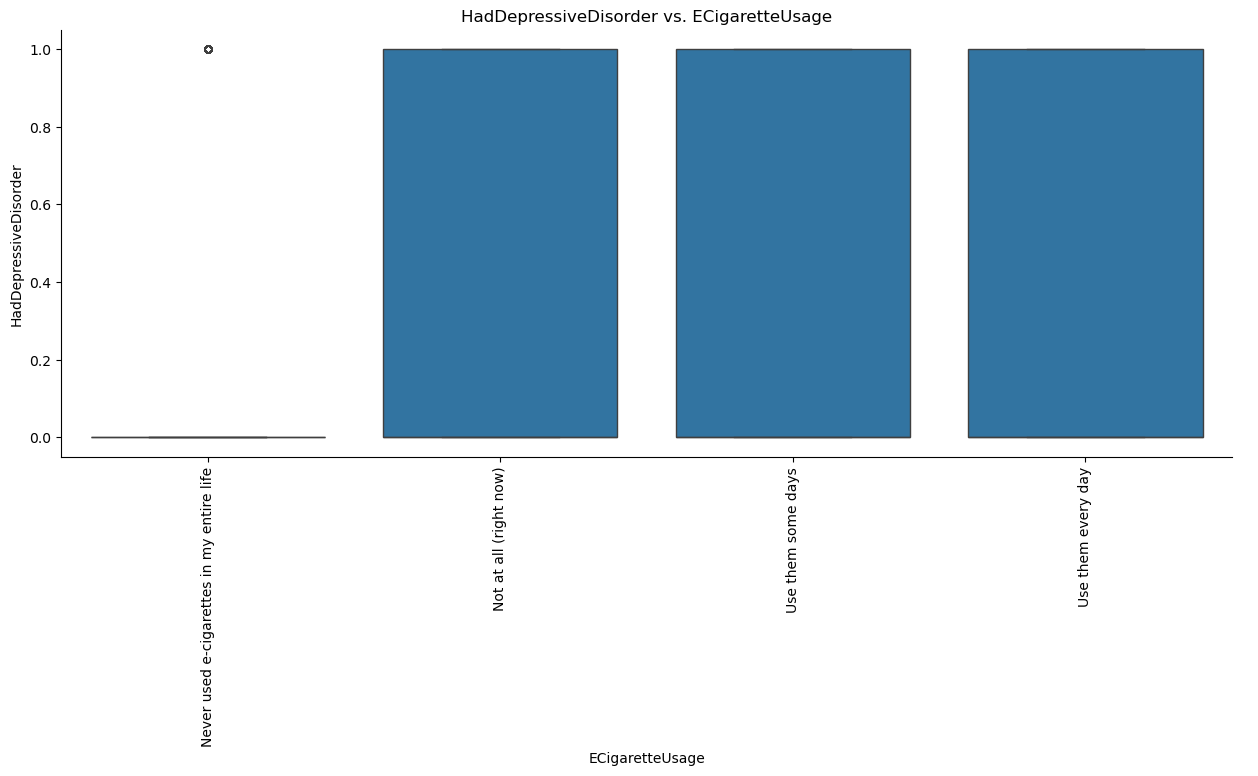 HadDepressiveDisorder vs. ECigaretteUsage
HadDepressiveDisorder
1.0
0.8
0.6
0.4
0.2
0.0
Never used e-cigarettes in my entire life
Not at all (right now)
Use them some days
Use them every day
ECigaretteUsage